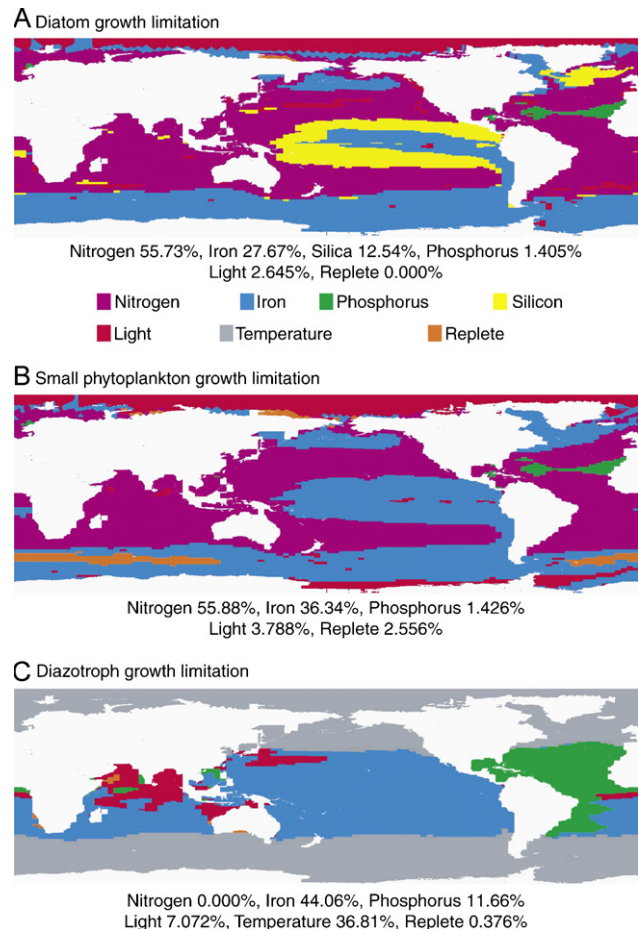 A Diatom growth limitation
Nitrogen 55.73%, Iron 27.67%, Silica 12.54%, Phosphorus 1.405%
Light 2.645%, Replete 0.000%
Nitrogen Iron Phosphorus Silicon
Light Temperature Replete
B Small phytoplankton growth limitation
Nitrogen 55.88%, Iron 36.34%, Phosphorus 1.426%
Light 3.788%, Replete 2.556%
C Diazotroph growth limitation
Nitrogen 0.000%, Iron 44.06%, Phosphorus 11.66%
Light 7.072%, Temperature 36.81%, Replete 0.376%